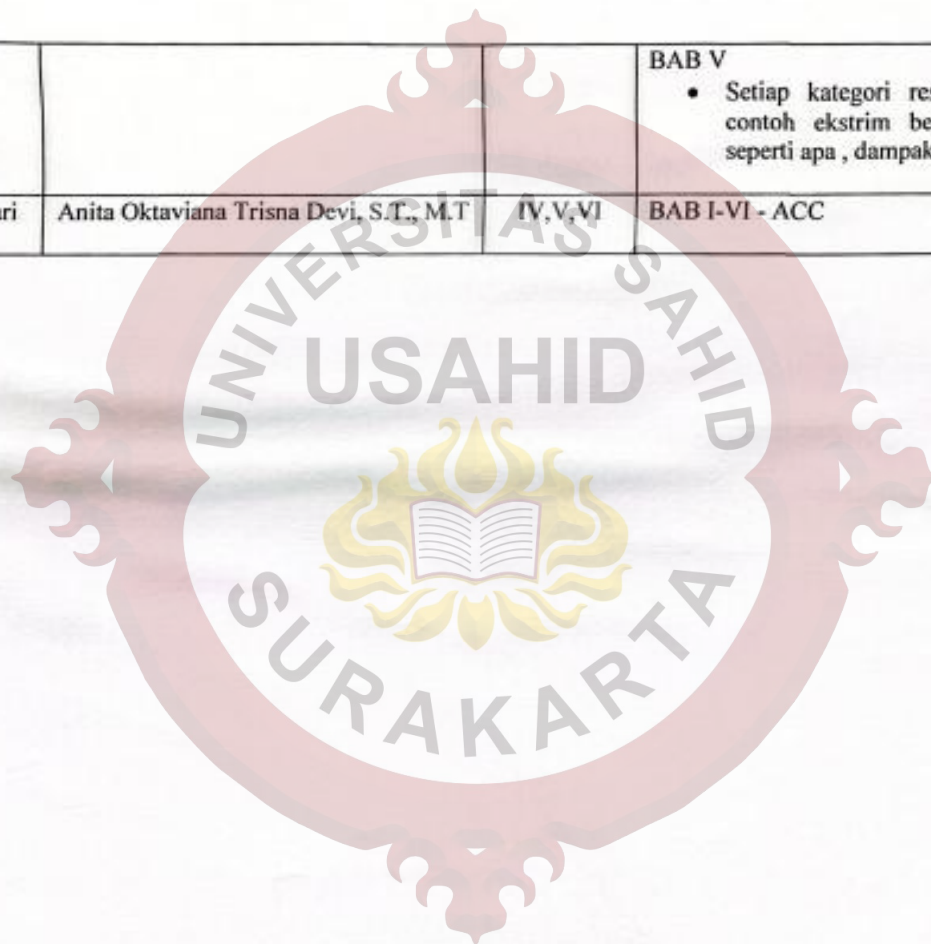 BAB V
• Setiap kategori res
contoh ekstrim be
seperti apa , dampak
ari Anita Oktaviana Trisna Devi, S.T., M.T IV,V,VI BAB I-VI - ACC
UNIVERSITAS SAHID
USAHID
SURAKARTA